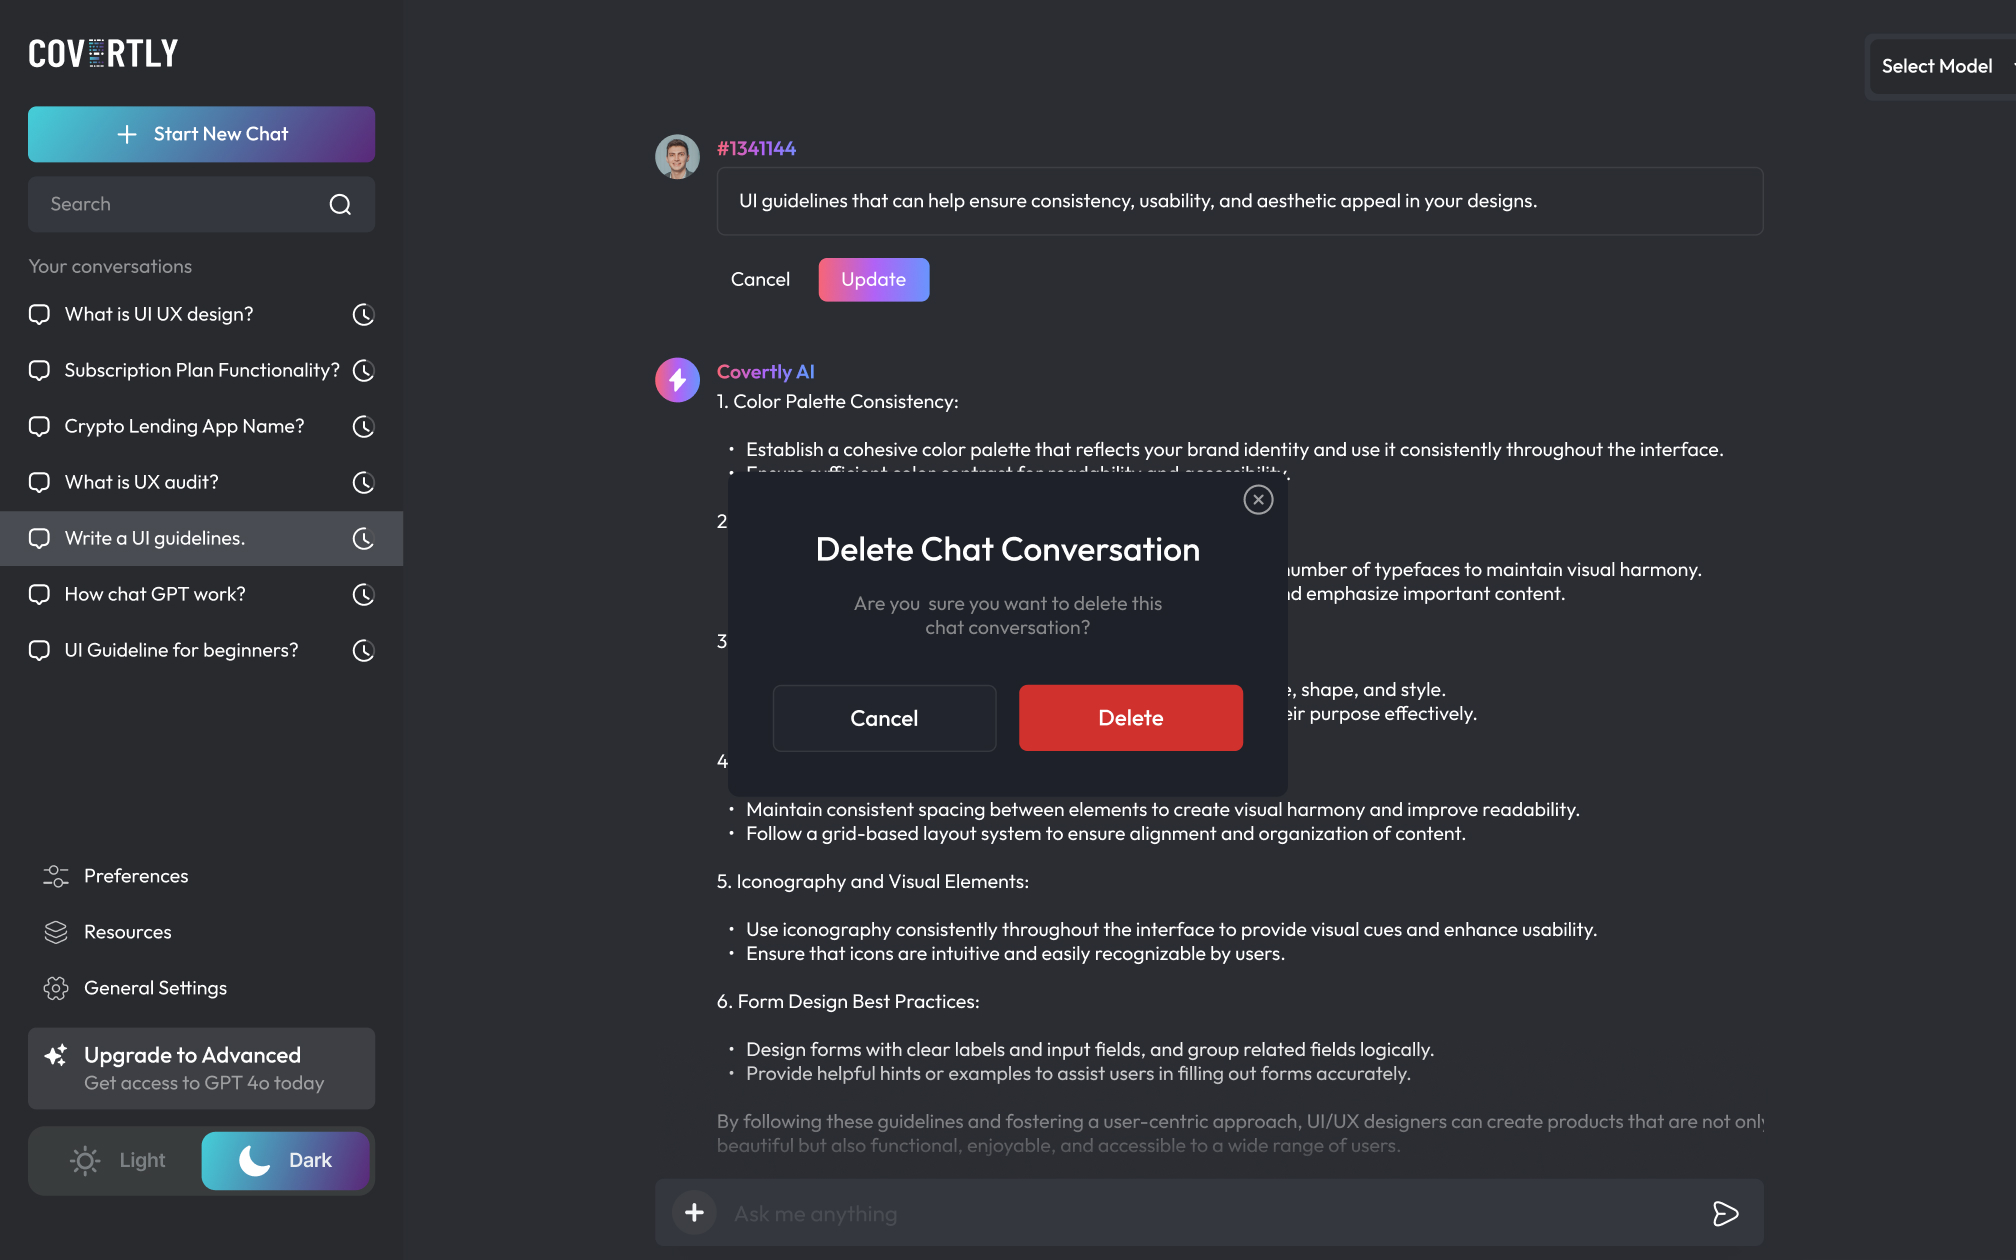 COVERTLY
Start New Chat
Search
Your conversations
What is UI UX design?
Subscription Plan Functionality?
Crypto Lending App Name?
What is UX audit?
Write a UI guidelines.
How chat GPT work?
UI Guideline for beginners?
Preferences
Resources
General Settings
Upgrade to Advanced
Get access to GPT 4o today
Light
Dark
Select Model
#1341144
UI guidelines that can help ensure consistency, usability, and aesthetic appeal in your designs.
Cancel
Update
Covertly AI
1. Color Palette Consistency:
• Establish a cohesive color palette that reflects your brand identity and use it consistently throughout the interface.
• Ensure sufficient color contrast for readability and accessibility.
2
number of typefaces to maintain visual harmony.
emphasize important content.
3
shape, and style.
purpose effectively.
4
Delete Chat Conversation
Are you  sure you want to delete this
chat conversation?
Cancel
Delete
• Maintain consistent spacing between elements to create visual harmony and improve readability.
• Follow a grid-based layout system to ensure alignment and organization of content.
5. Iconography and Visual Elements:
• Use iconography consistently throughout the interface to provide visual cues and enhance usability.
• Ensure that icons are intuitive and easily recognizable by users.
6. Form Design Best Practices:
• Design forms with clear labels and input fields, and group related fields logically.
• Provide helpful hints or examples to assist users in filling out forms accurately.
By following these guidelines and fostering a user-centric approach, UI/UX designers can create products that are not only
beautiful but also functional, enjoyable, and accessible to a wide range of users.
Ask me anything